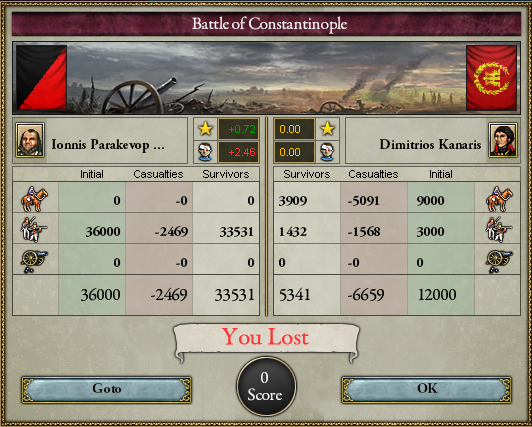 Battle of Constantinople
Ionnis Parakevop ...
+0.72
+2.46
0.00
0.00
Dimitrios Kanaris
Initial Casualties Survivors Survivors Casualties Initial
0 -0 0 3909 -5091 9000
36000 -2469 33531 1432 -1568 3000
0 -0 0 0 -0 0
36000 -2469 33531 5341 -6659 12000
You Lost
Goto
0
Score
OK